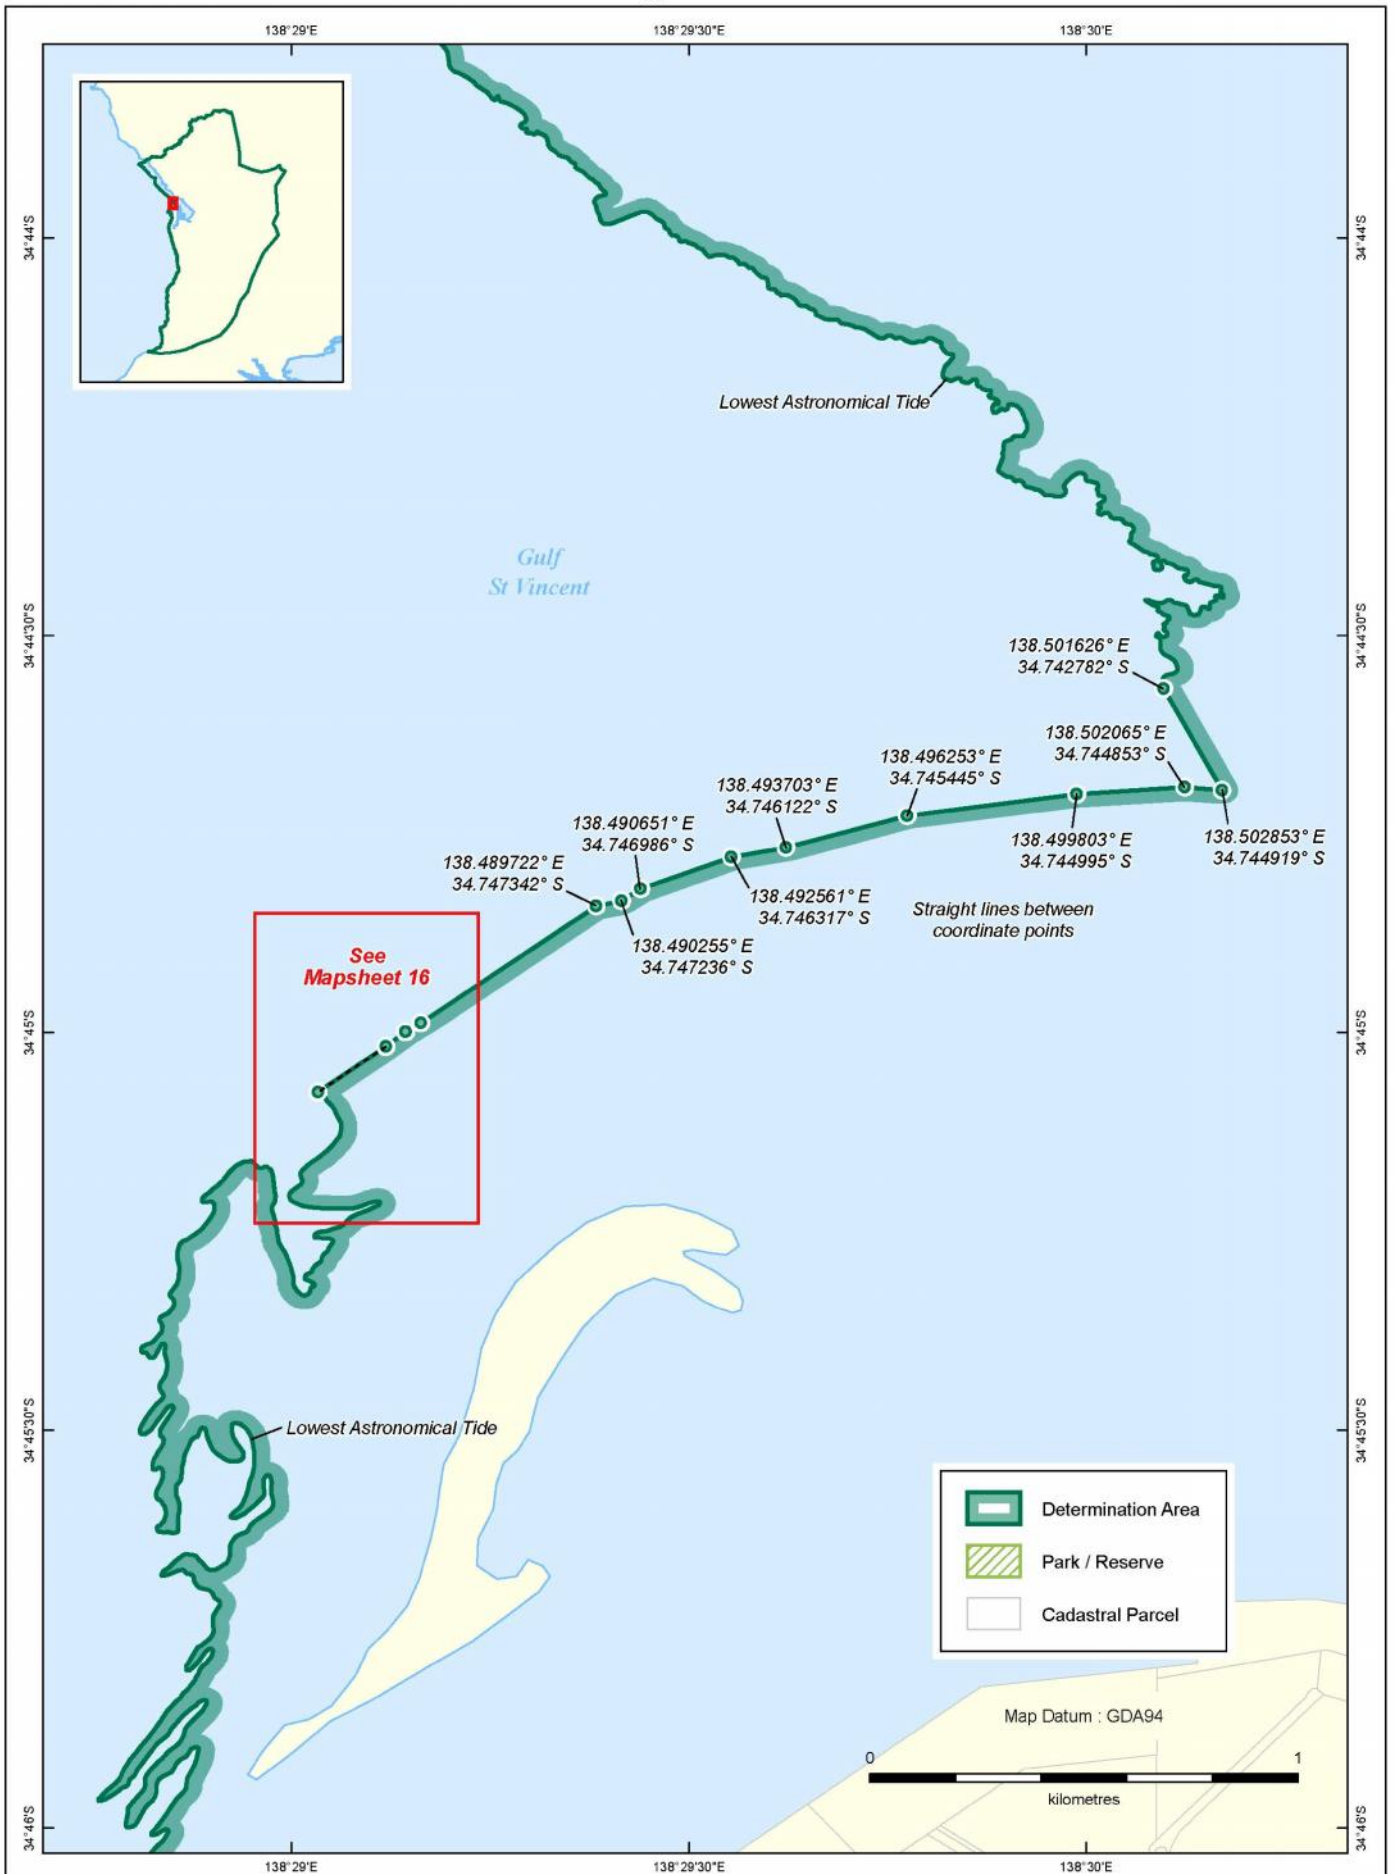 138°29'E
138°29'30"E
138°30'E
34°44'S
34°44'S
Lowest Astronomical Tide
Gulf
St Vincent
34°44'30"S
34°44'30"S
138.501626° E
34.742782° S
138.502065° E
34.744853° S
138.496253° E
34.745445° S
138.493703° E
34.746122° S
138.490651° E
34.746986° S
138.499803° E
34.744995° S
138.502853° E
34.744919° S
138.489722° E
34.747342° S
138.492561° E
34.746317° S
Straight lines between
coordinate points
138.490255° E
34.747236° S
See
Mapsheet 16
34°45'S
34°45'S
Lowest Astronomical Tide
34°45'30"S
34°45'30"S
Determination Area
Park / Reserve
Cadastral Parcel
Map Datum : GDA94
0
1
kilometres
34°46'S
34°46'S
138°29'E
138°29'30"E
138°30'E